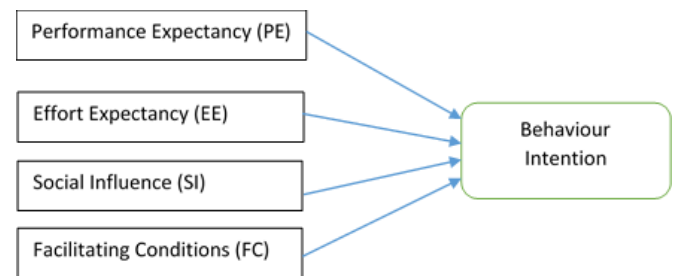 Performance Expectancy (PE)
Effort Expectancy (EE)
Social Influence (SI)
Facilitating Conditions (FC)
Behaviour
Intention